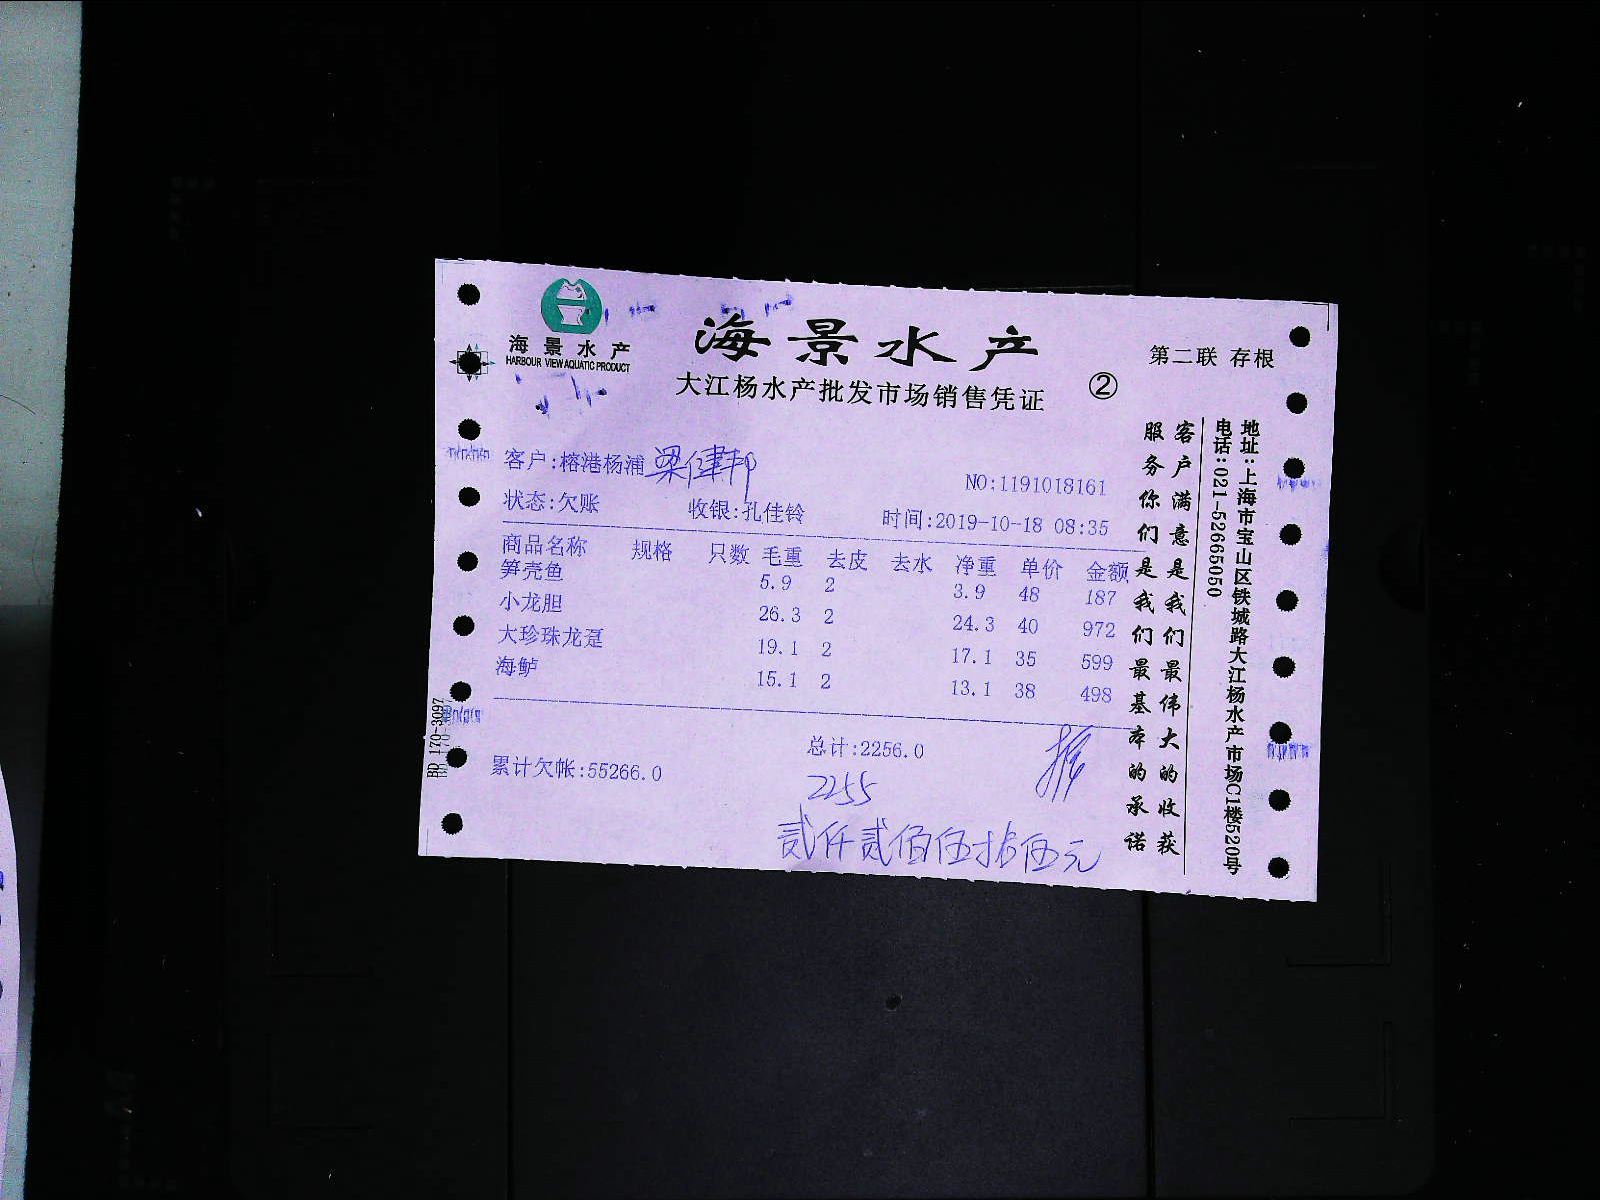 海景水产
HARBOUR VIEW AQUATIC PRODUCT
海景水产
大江杨水产批发市场销售凭证
②
第二联 存根
客户:榕港杨浦 梁健邦
NO:1191018161
状态:欠账 收银:孔佳铃 时间:2019-10-18 08:35
商品名称 规格 只数 毛重 去皮 去水 净重 单价 金额
笋壳鱼 5.9 2 3.9 48 187
小龙胆 26.3 2 24.3 40 972
大珍珠龙趸 19.1 2 17.1 35 599
海鲈 15.1 2 13.1 38 498
总计:2256.0
累计欠帐:55266.0
2255
贰仟贰佰伍拾伍元
客户满意是我们最伟大的收获
服务你们是我们最基本的承诺
地址:上海市宝山区铁城路大江杨水产市场C1楼520号
电话:021-52665050
BD 170-3097